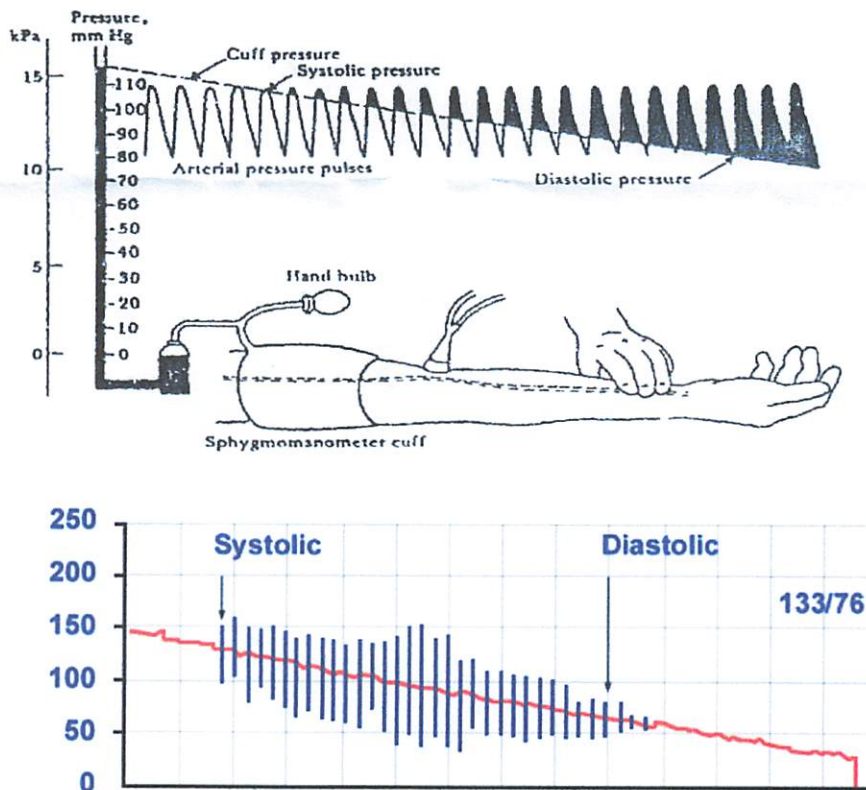 Pressure,
kPa mm Hg
Cuff pressure
Systolic pressure
15
-110
-100
-90
10
-80
Arterial pressure pulses
Diastolic pressure
-70
-60
-50
-40
5
-30
-20
-10
0
-0
Hand bulb
Sphygmomanometer cuff
250
Systolic Diastolic
200
133/76
150
100
50
0